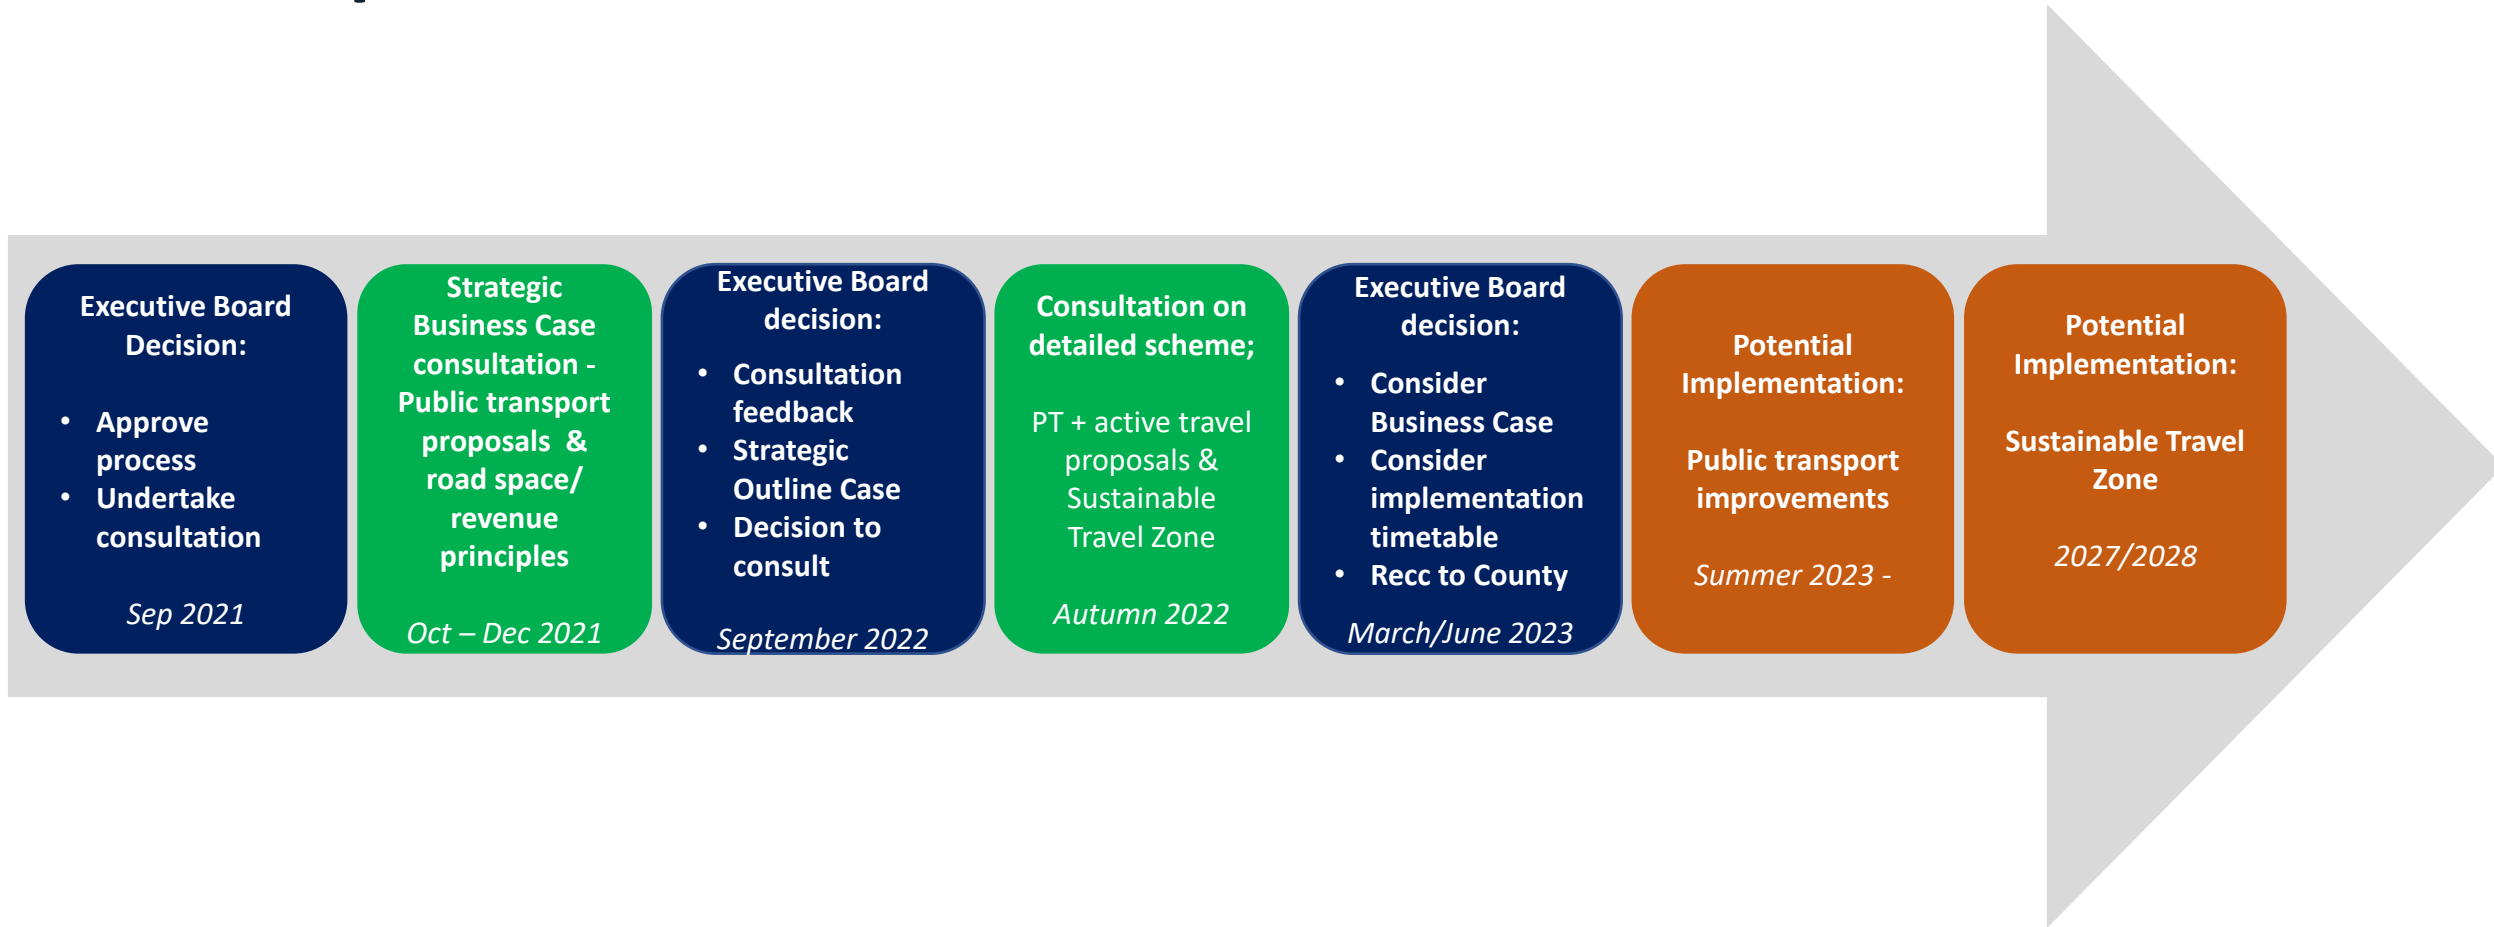 Executive Board
Decision:
• Approve
process
• Undertake
consultation
Sep 2021
Strategic
Business Case
consultation -
Public transport
proposals &
road space/
revenue
principles
Oct – Dec 2021
Executive Board
decision:
• Consultation
feedback
• Strategic
Outline Case
• Decision to
consult
September 2022
Consultation on
detailed scheme;
PT + active travel
proposals &
Sustainable
Travel Zone
Autumn 2022
Executive Board
decision:
• Consider
Business Case
• Consider
implementation
timetable
• Recc to County
March/June 2023
Potential
Implementation:
Public transport
improvements
Summer 2023 -
Potential
Implementation:
Sustainable Travel
Zone
2027/2028